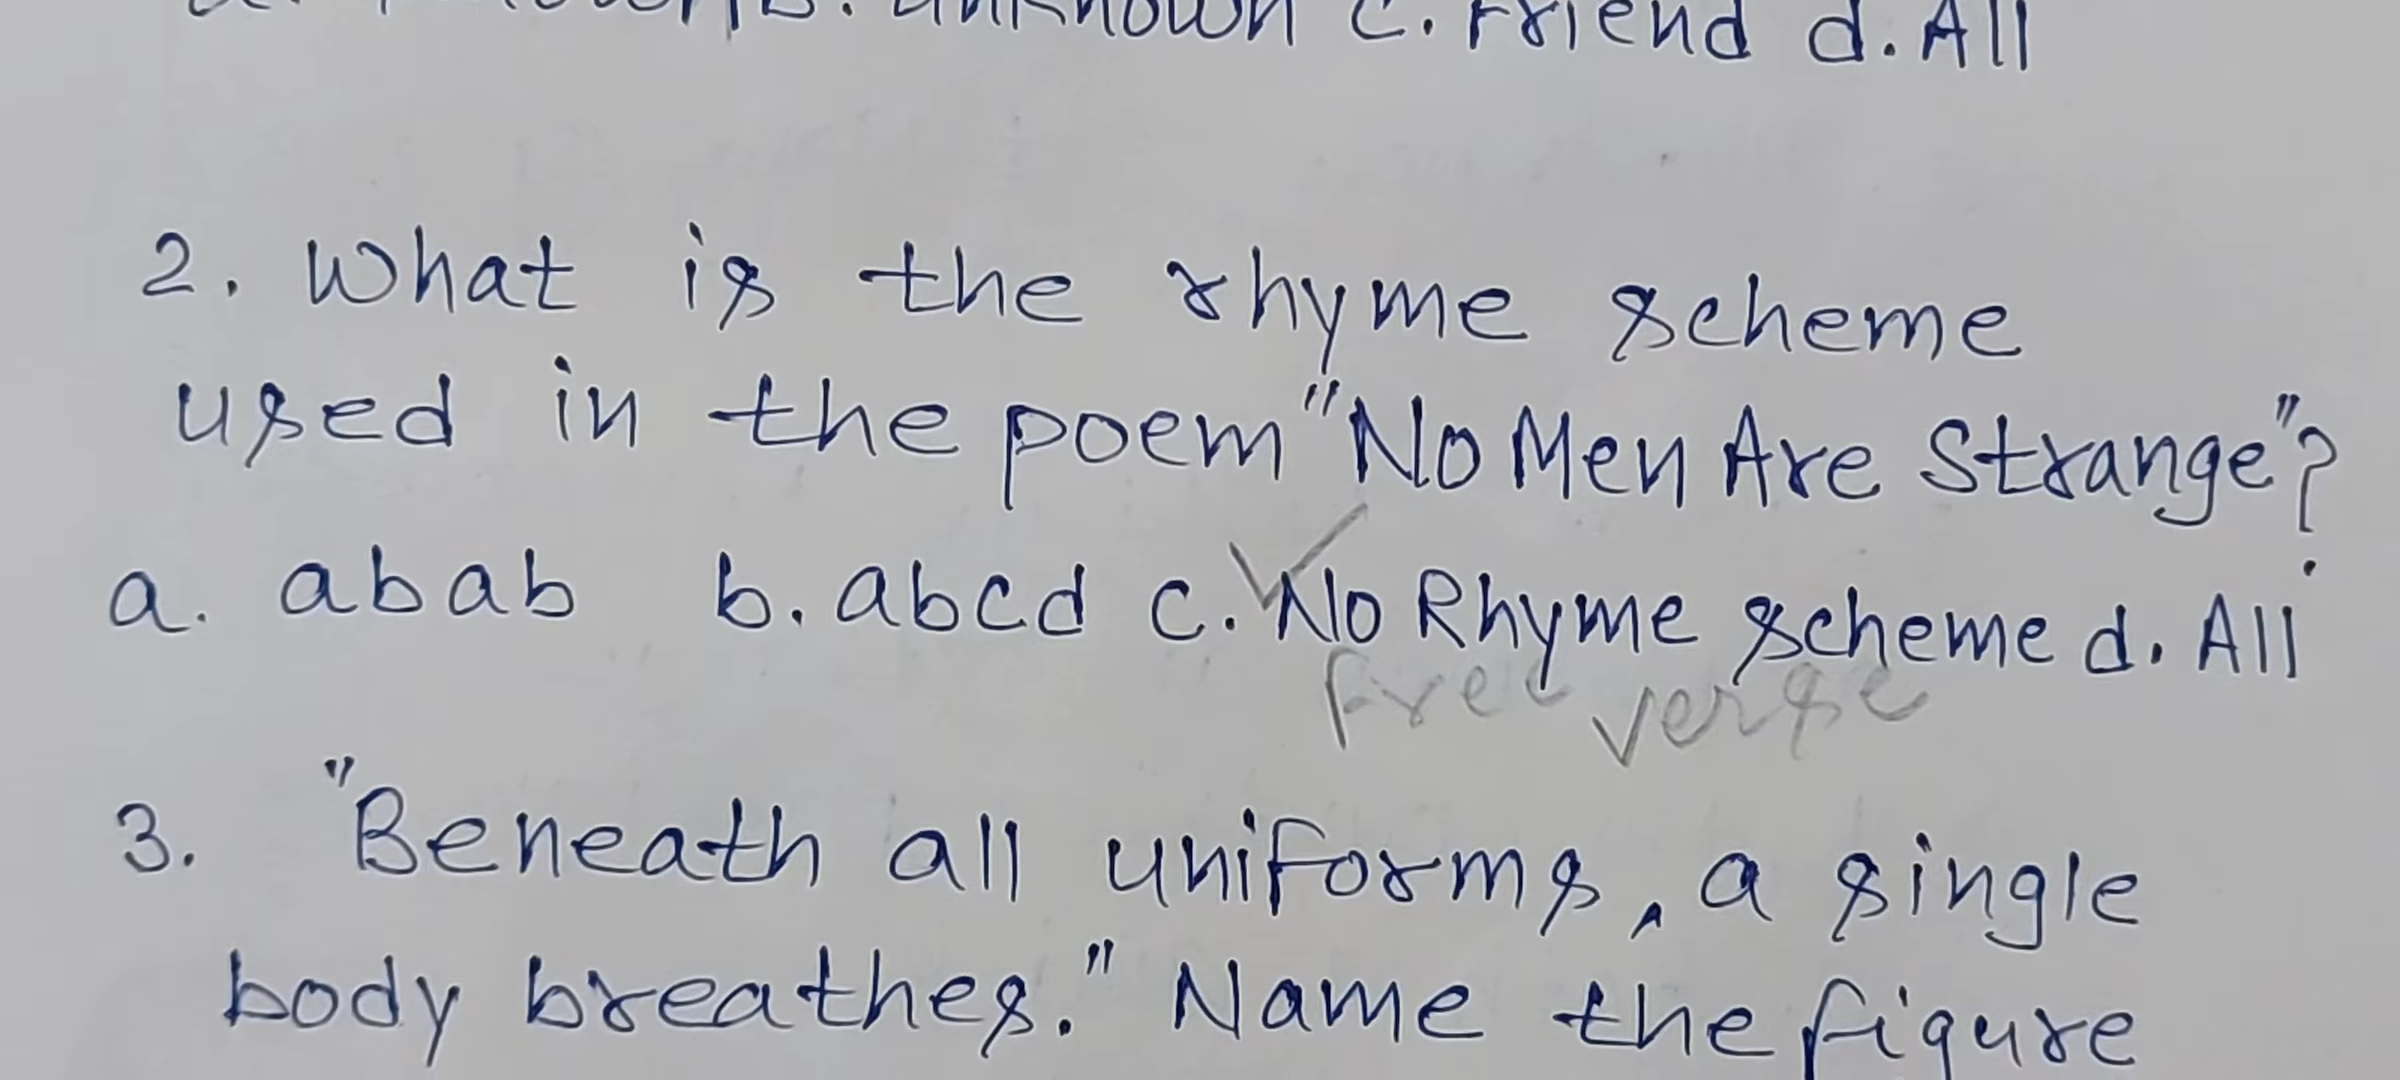 unknown c. Friend d. All
2. What is the rhyme scheme
used in the poem "No Men Are Strange"?
a. abab b. abcd c. ✓No Rhyme scheme d. All
Free verse
3. "Beneath all uniforms, a single
body breathes." Name the figure